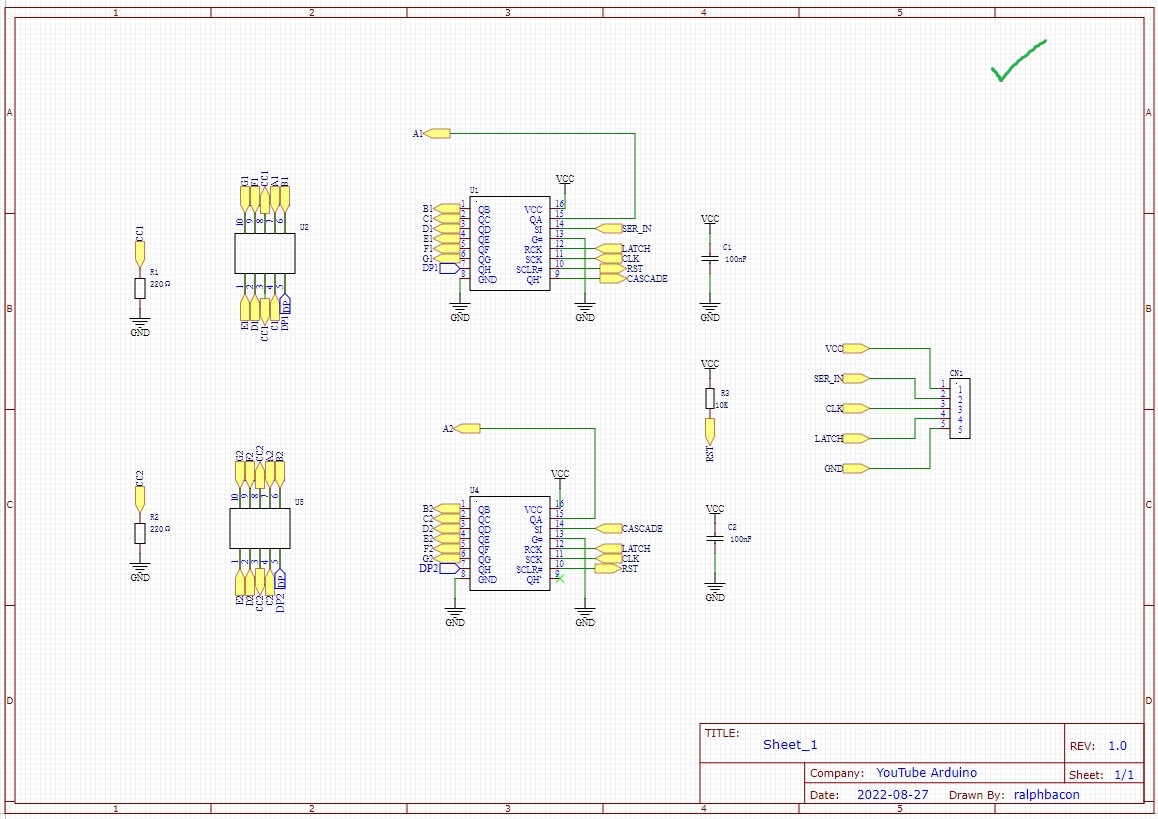 1 2 3 4 5
A A
B B
C C
D D
A1
VCC
U1
B1 1 QB VCC 16
C1 2 QC QA 15
D1 3 QD SI 14 SER_IN
E1 4 QE G# 13
F1 5 QF RCK 12 LATCH
G1 6 QG SCK 11 CLK
DP1 7 QH SCLR# 10 RST
8 GND QH' 9 CASCADE
GND GND
G1 F1 CC1 A1 B1
10 9 8 7 6
U2
1 2 3 4 5
E1 D1 CC1 C1 DP1 DP
CC1
R1
220Ω
GND
VCC
C1
100nF
GND
VCC
R3
10K
RST
VCC
SER_IN
CLK
LATCH
GND
CN1
1 1
2 2
3 3
4 4
5 5
A2
VCC
U4
B2 1 QB VCC 16
C2 2 QC QA 15
D2 3 QD SI 14 CASCADE
E2 4 QE G# 13
F2 5 QF RCK 12 LATCH
G2 6 QG SCK 11 CLK
DP2 7 QH SCLR# 10 RST
8 GND QH' 9
GND GND
G2 F2 CC2 A2 B2
10 9 8 7 6
U5
1 2 3 4 5
E2 D2 CC2 C2 DP2 DP
CC2
R2
220Ω
GND
VCC
C2
100nF
GND
TITLE:
Sheet_1
REV: 1.0
Company: YouTube Arduino
Sheet: 1/1
Date: 2022-08-27 Drawn By: ralphbacon
1 2 3 4 5